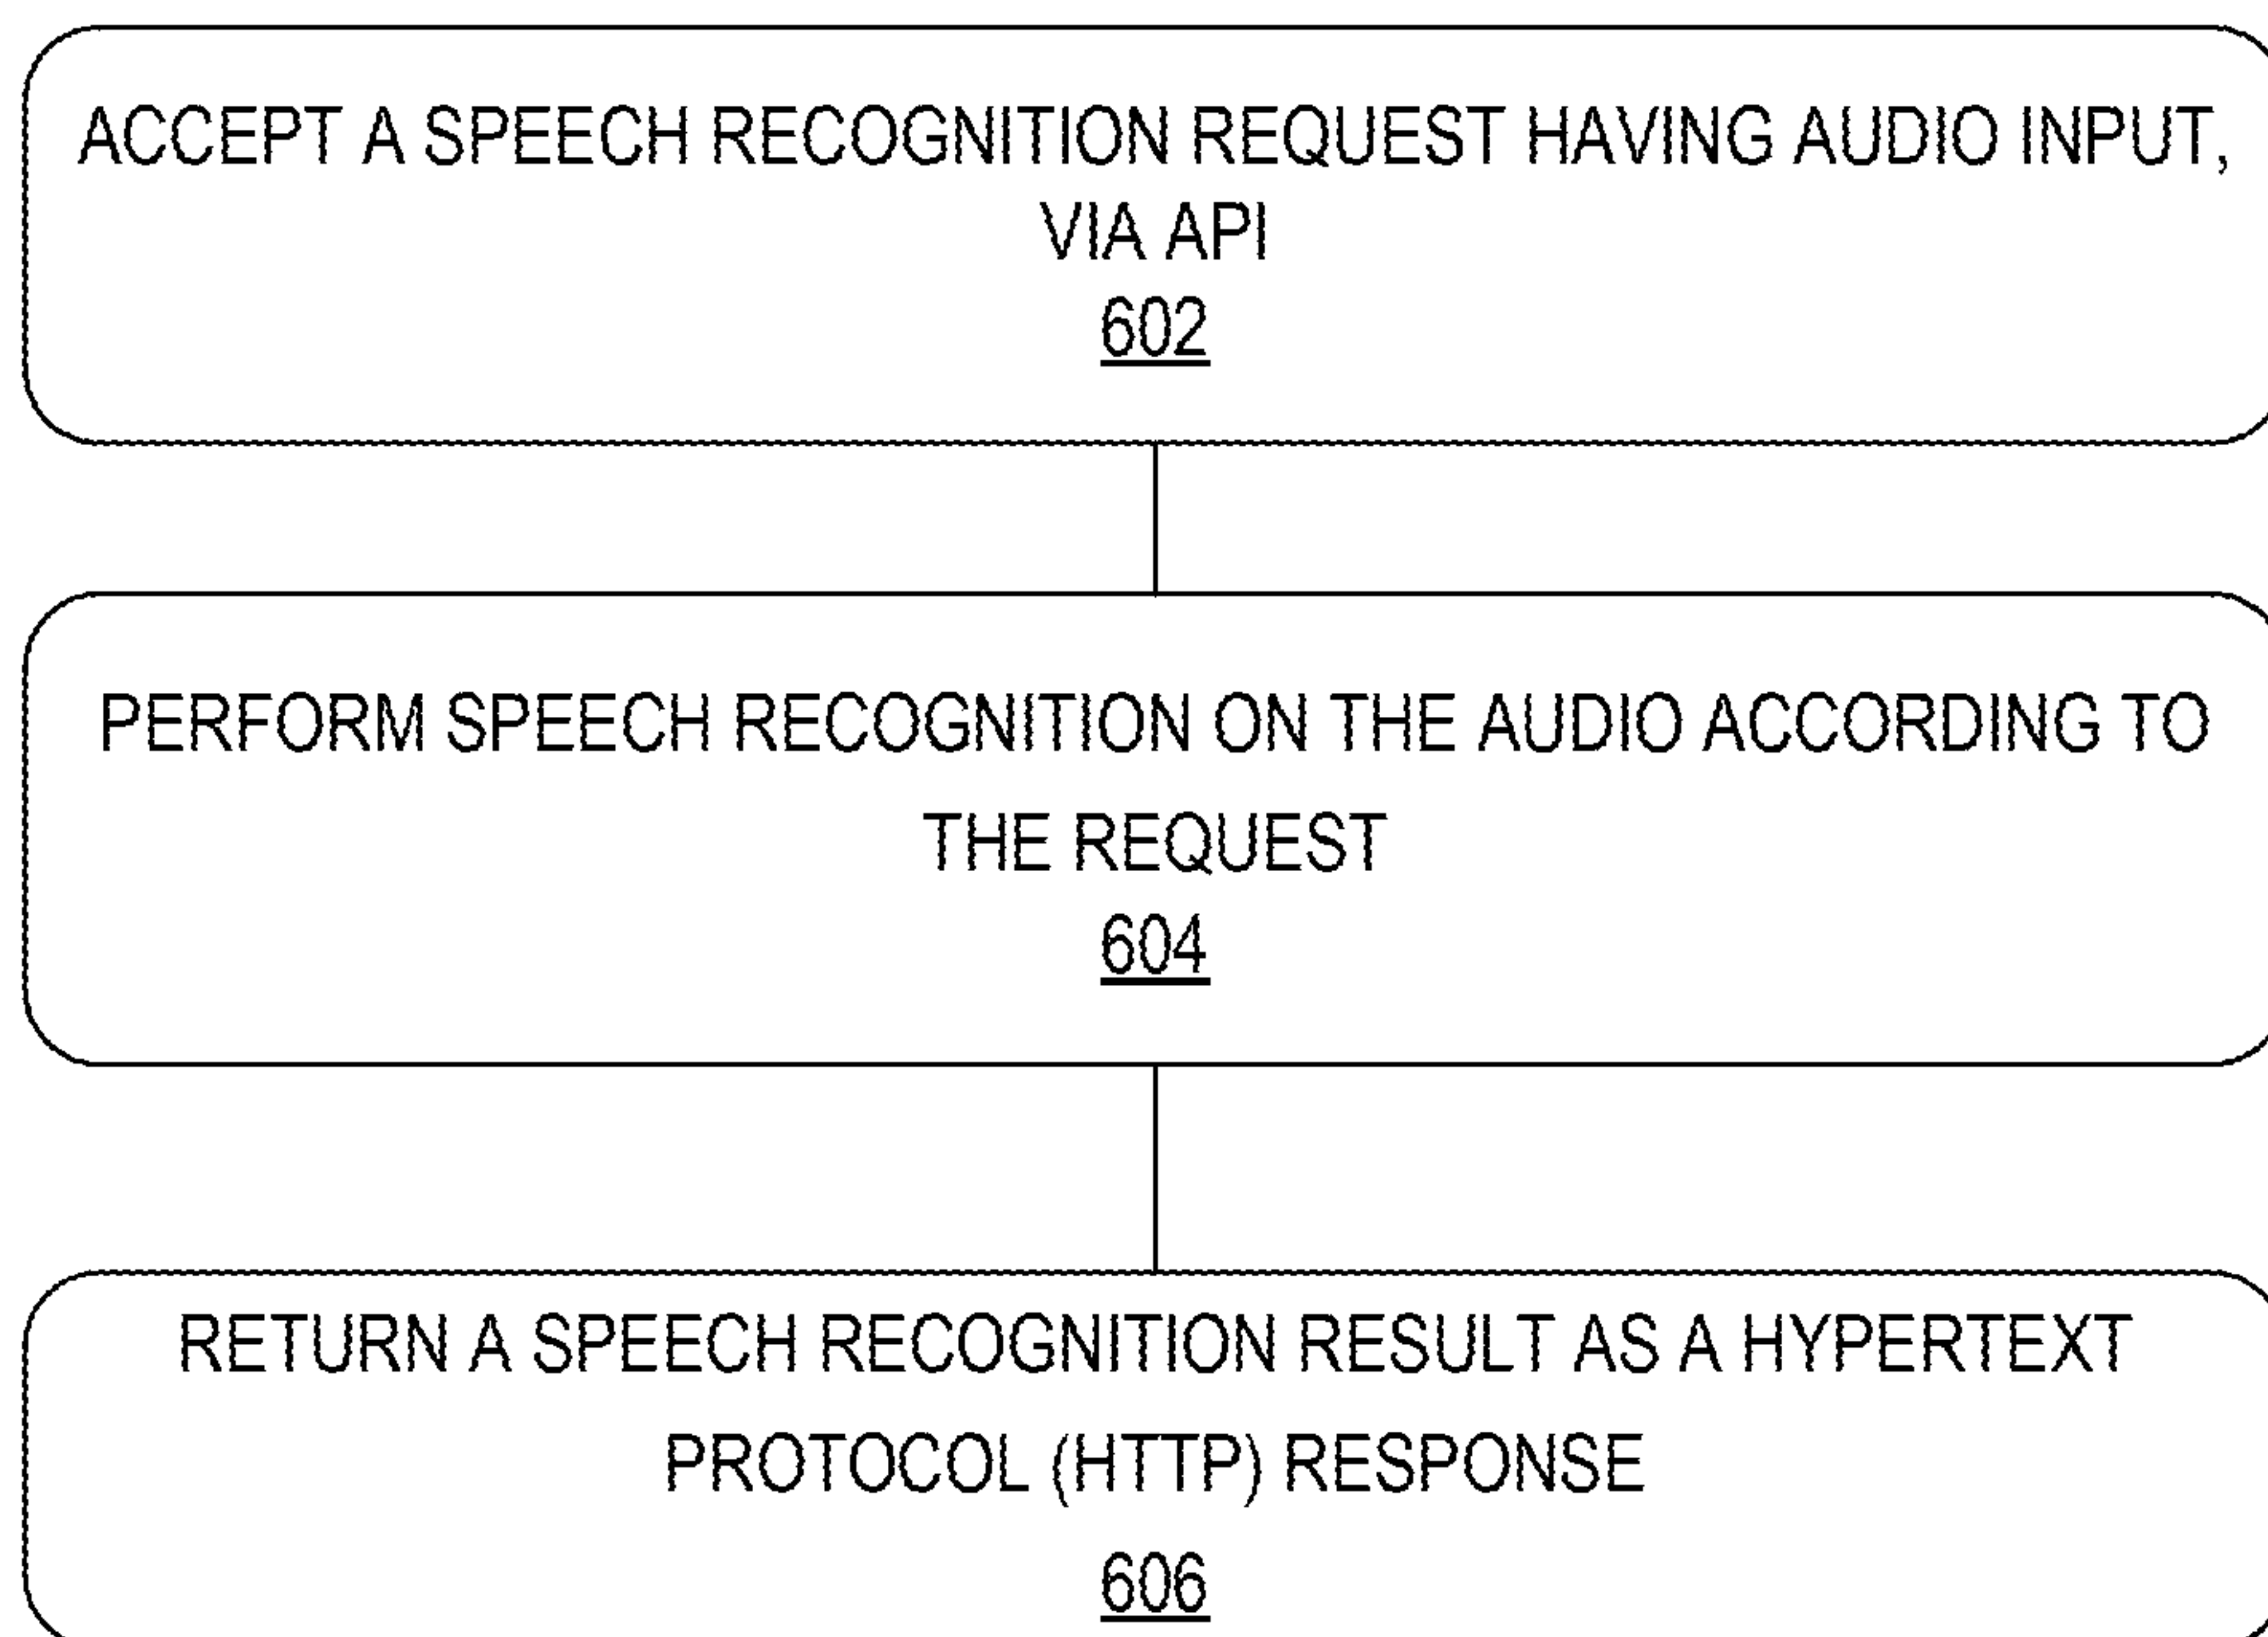 ACCEPT A SPEECH RECOGNITION REQUEST HAVING AUDIO INPUT,
VIA API
602
PERFORM SPEECH RECOGNITION ON THE AUDIO ACCORDING TO
THE REQUEST
604
RETURN A SPEECH RECOGNITION RESULT AS A HYPERTEXT
PROTOCOL (HTTP) RESPONSE
606